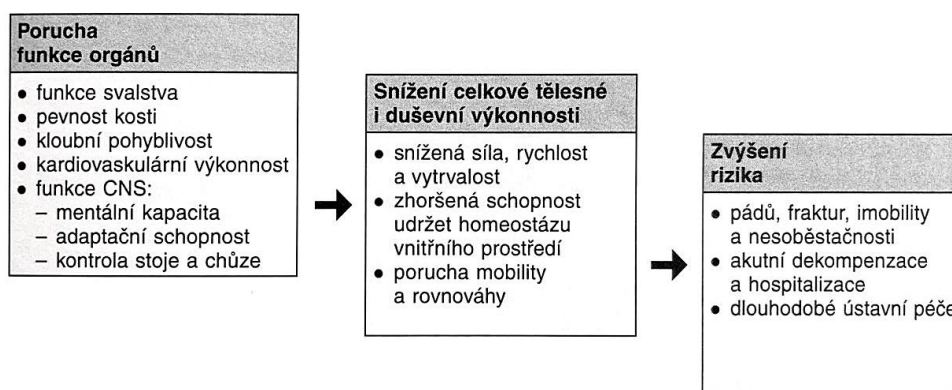 Porucha
funkce orgánů
• funkce svalstva
• pevnost kosti
• kloubní pohyblivost
• kardiovaskulární výkonnost
• funkce CNS:
– mentální kapacita
– adaptační schopnost
– kontrola stoje a chůze
Snížení celkové tělesné
i duševní výkonnosti
• snížená síla, rychlost
a vytrvalost
• zhoršená schopnost
udržet homeostázu
vnitřního prostředí
• porucha mobility
a rovnováhy
Zvýšení
rizika
• pádů, fraktur, imobility
a nesoběstačnosti
• akutní dekompenzace
a hospitalizace
• dlouhodobé ústavní péče